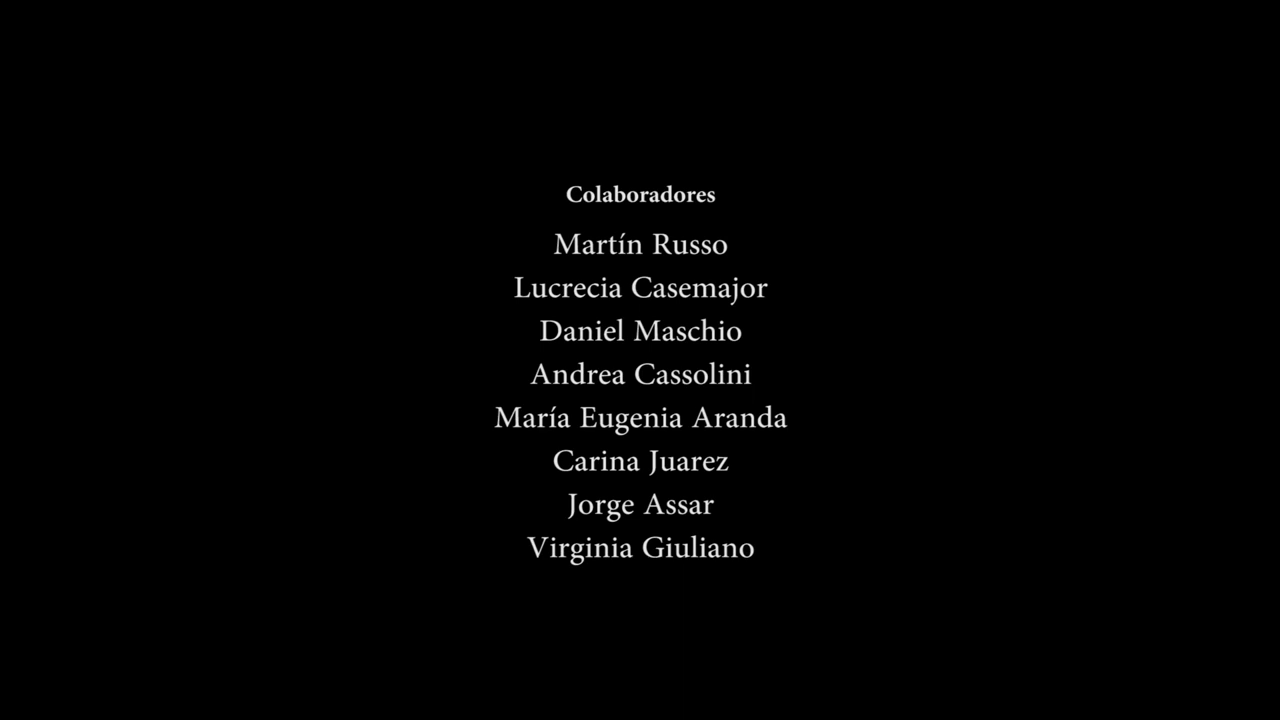 Colaboradores
Martín Russo
Lucrecia Casemajor
Daniel Maschio
Andrea Cassolini
María Eugenia Aranda
Carina Juarez
Jorge Assar
Virginia Giuliano